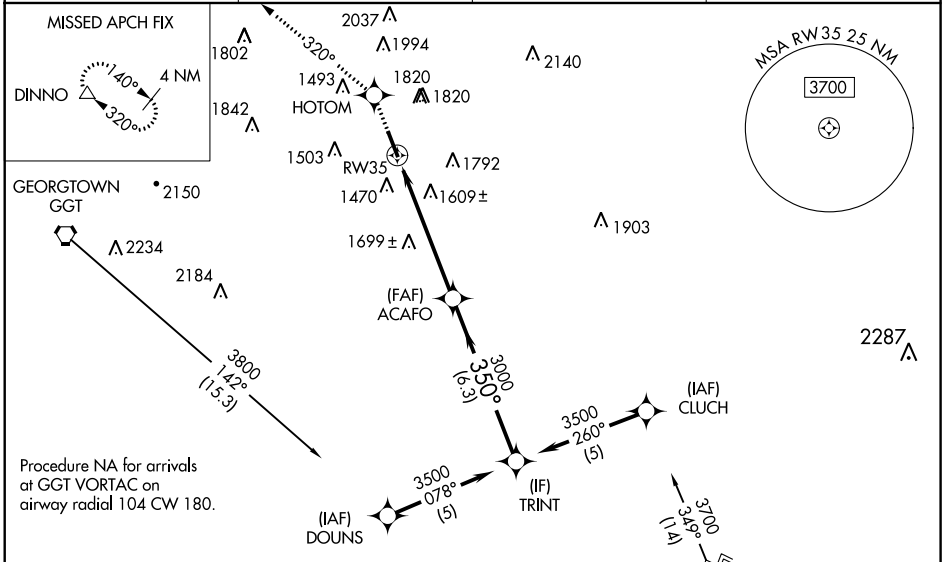 MISSED APCH FIX
DINNO
140°
4 NM
320°
1802
1842
320°
2037
1994
1493
1820
1820
HOTOM
2140
MSA RW35 25 NM
3700
1503
RW35
1792
1470
1609±
GEORGTOWN
GGT
2150
2234
2184
1699±
1903
(FAF)
ACAFO
2287
3800
142°
(15.3)
3000
350°
(6.3)
(IAF)
CLUCH
3500
260°
(5)
Procedure NA for arrivals
at GGT VORTAC on
airway radial 104 CW 180.
3500
078°
(5)
(IF)
TRINT
(IAF)
DOUNS
3700
349°
(14)